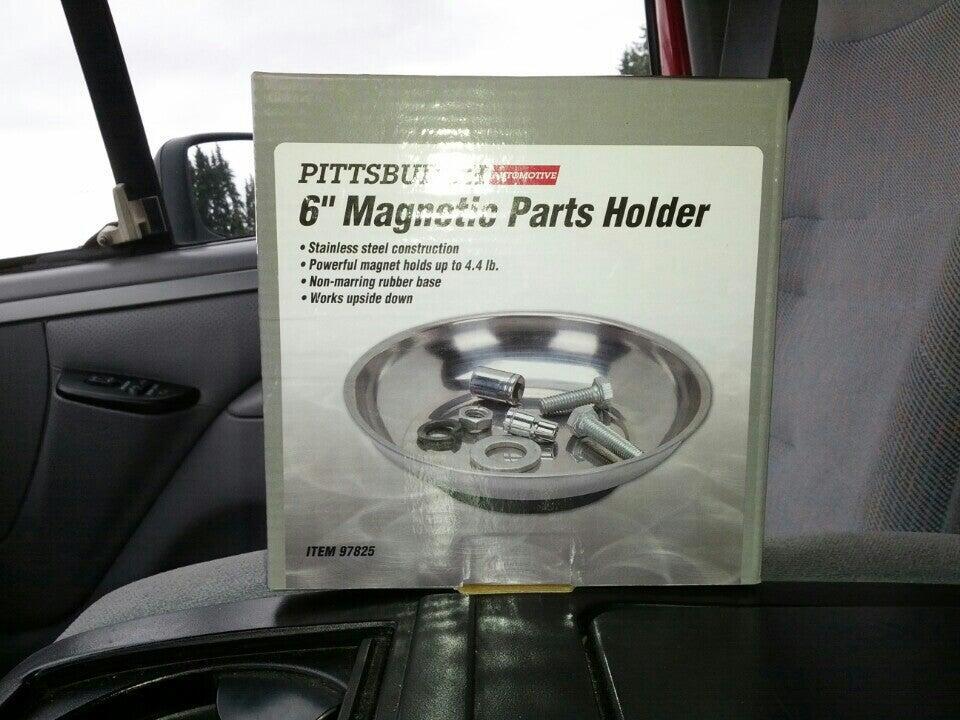 PITTSBURGH AUTOMOTIVE
6" Magnetic Parts Holder
• Stainless steel construction
• Powerful magnet holds up to 4.4 lb.
• Non-marring rubber base
• Works upside down
ITEM 97825